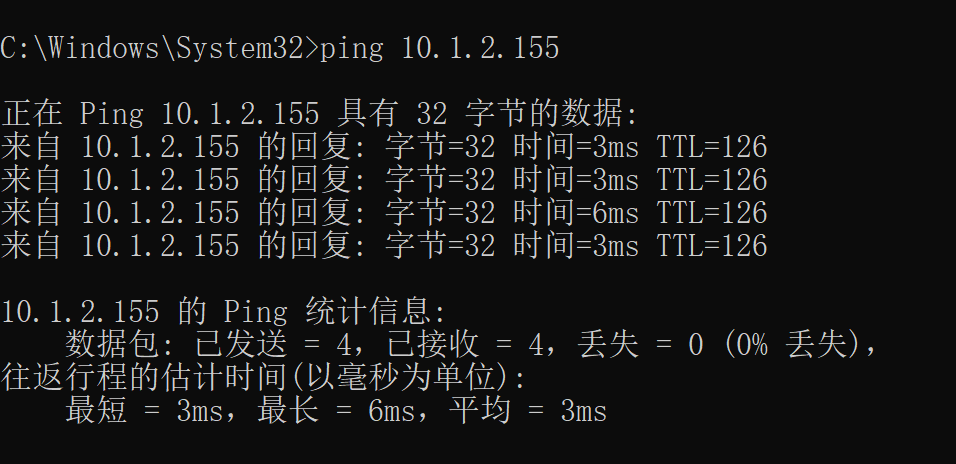 C:\Windows\System32>ping 10.1.2.155
正在 Ping 10.1.2.155 具有 32 字节的数据:
来自 10.1.2.155 的回复: 字节=32 时间=3ms TTL=126
来自 10.1.2.155 的回复: 字节=32 时间=3ms TTL=126
来自 10.1.2.155 的回复: 字节=32 时间=6ms TTL=126
来自 10.1.2.155 的回复: 字节=32 时间=3ms TTL=126
10.1.2.155 的 Ping 统计信息:
数据包: 已发送 = 4，已接收 = 4，丢失 = 0 (0% 丢失)，
往返行程的估计时间(以毫秒为单位):
最短 = 3ms，最长 = 6ms，平均 = 3ms